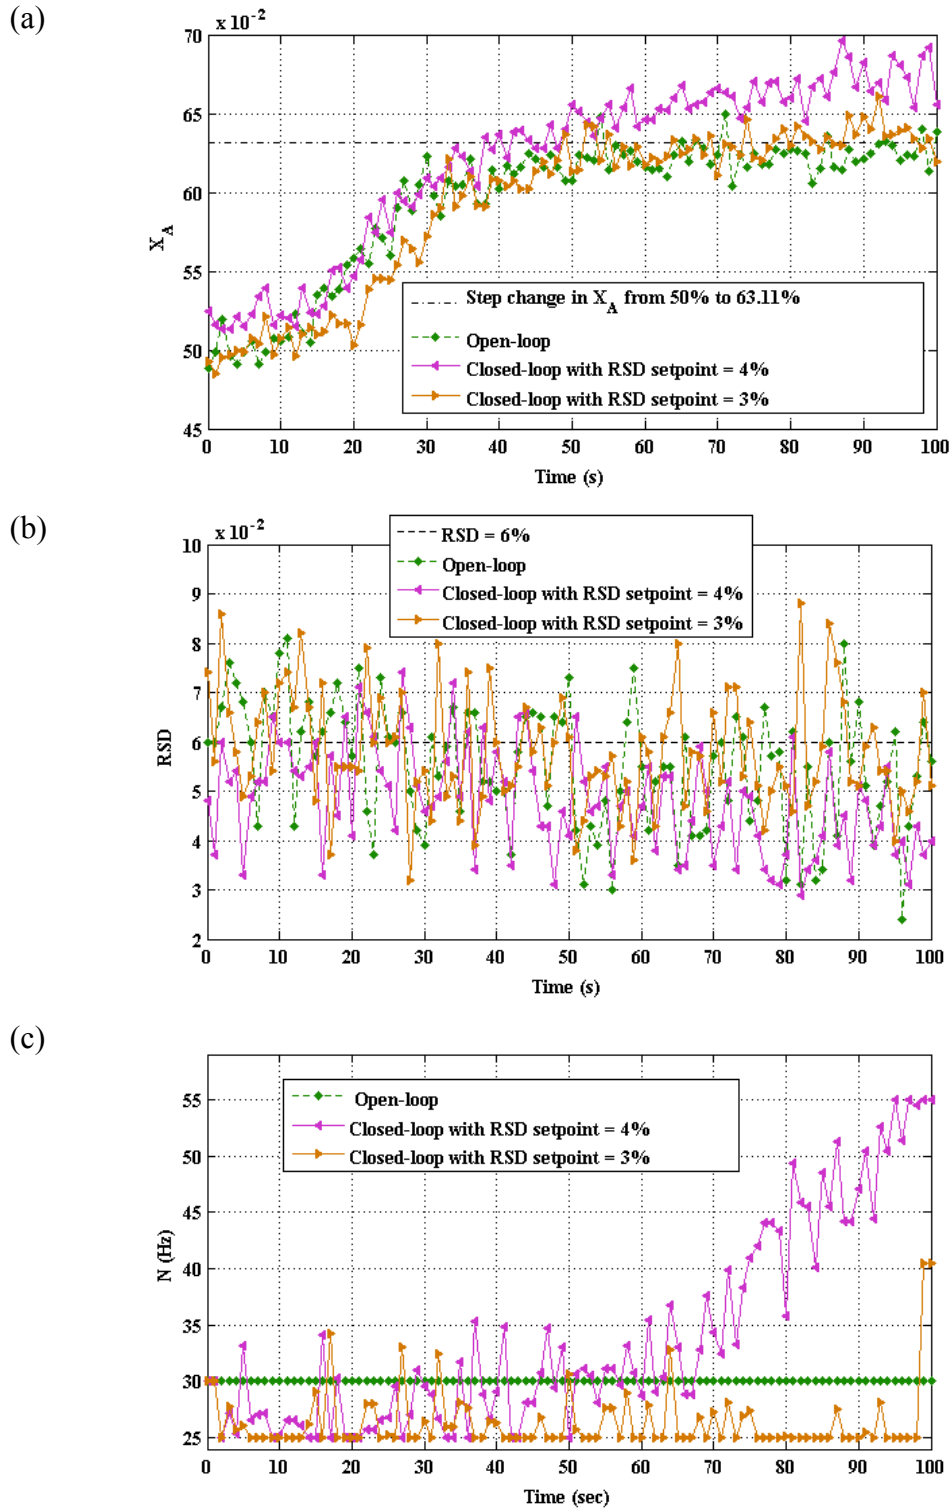 (a)
x 10⁻²
70
65
60
55
50
45
X_A
Step change in X_A from 50% to 63.11%
Open-loop
Closed-loop with RSD setpoint = 4%
Closed-loop with RSD setpoint = 3%
0 10 20 30 40 50 60 70 80 90 100
Time (s)
(b)
x 10⁻²
10
9
8
7
6
5
4
3
2
RSD
RSD = 6%
Open-loop
Closed-loop with RSD setpoint = 4%
Closed-loop with RSD setpoint = 3%
0 10 20 30 40 50 60 70 80 90 100
Time (s)
(c)
55
50
45
40
35
30
25
N (Hz)
Open-loop
Closed-loop with RSD setpoint = 4%
Closed-loop with RSD setpoint = 3%
0 10 20 30 40 50 60 70 80 90 100
Time (sec)